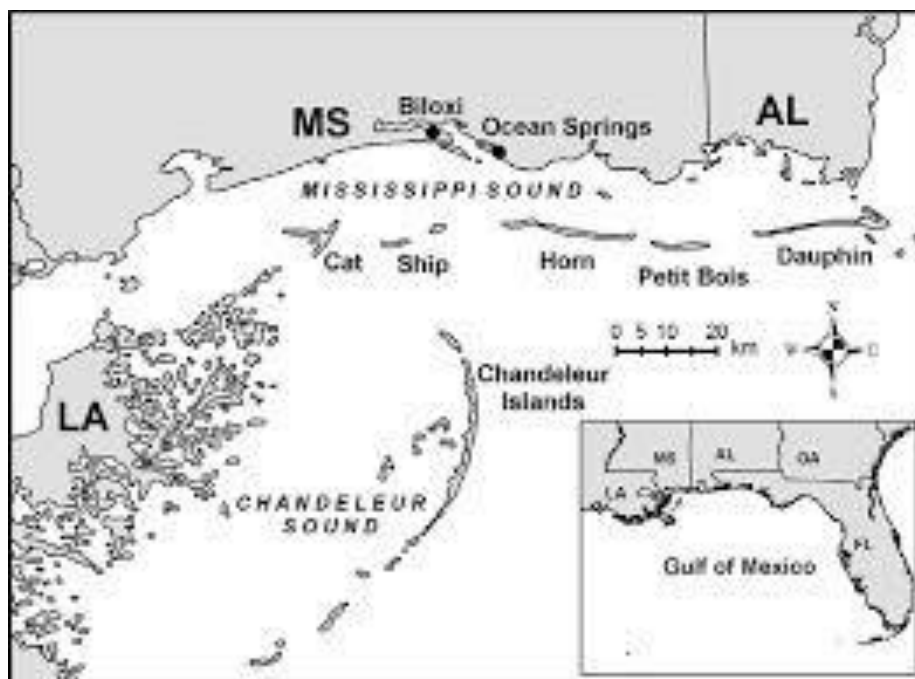 Biloxi
MS
AL
Ocean Springs
MISSISSIPPI SOUND
Cat
Ship
Horn
Petit Bois
Dauphin
N
0 5 10 20
km
W
E
S
Chandeleur
Islands
LA
CHANDELEUR
SOUND
MS
AL
GA
LA
FL
Gulf of Mexico